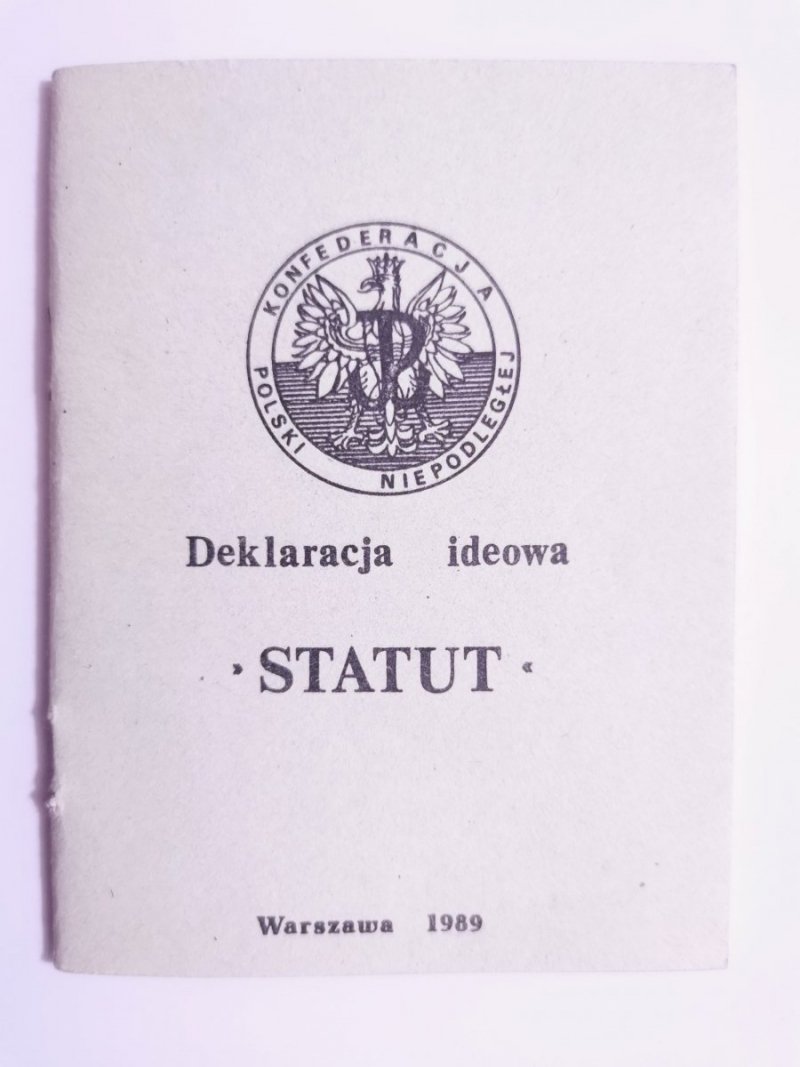 KONFEDERACJA
POLSKI NIEPODLEGŁEJ
Deklaracja ideowa
STATUT
Warszawa 1989